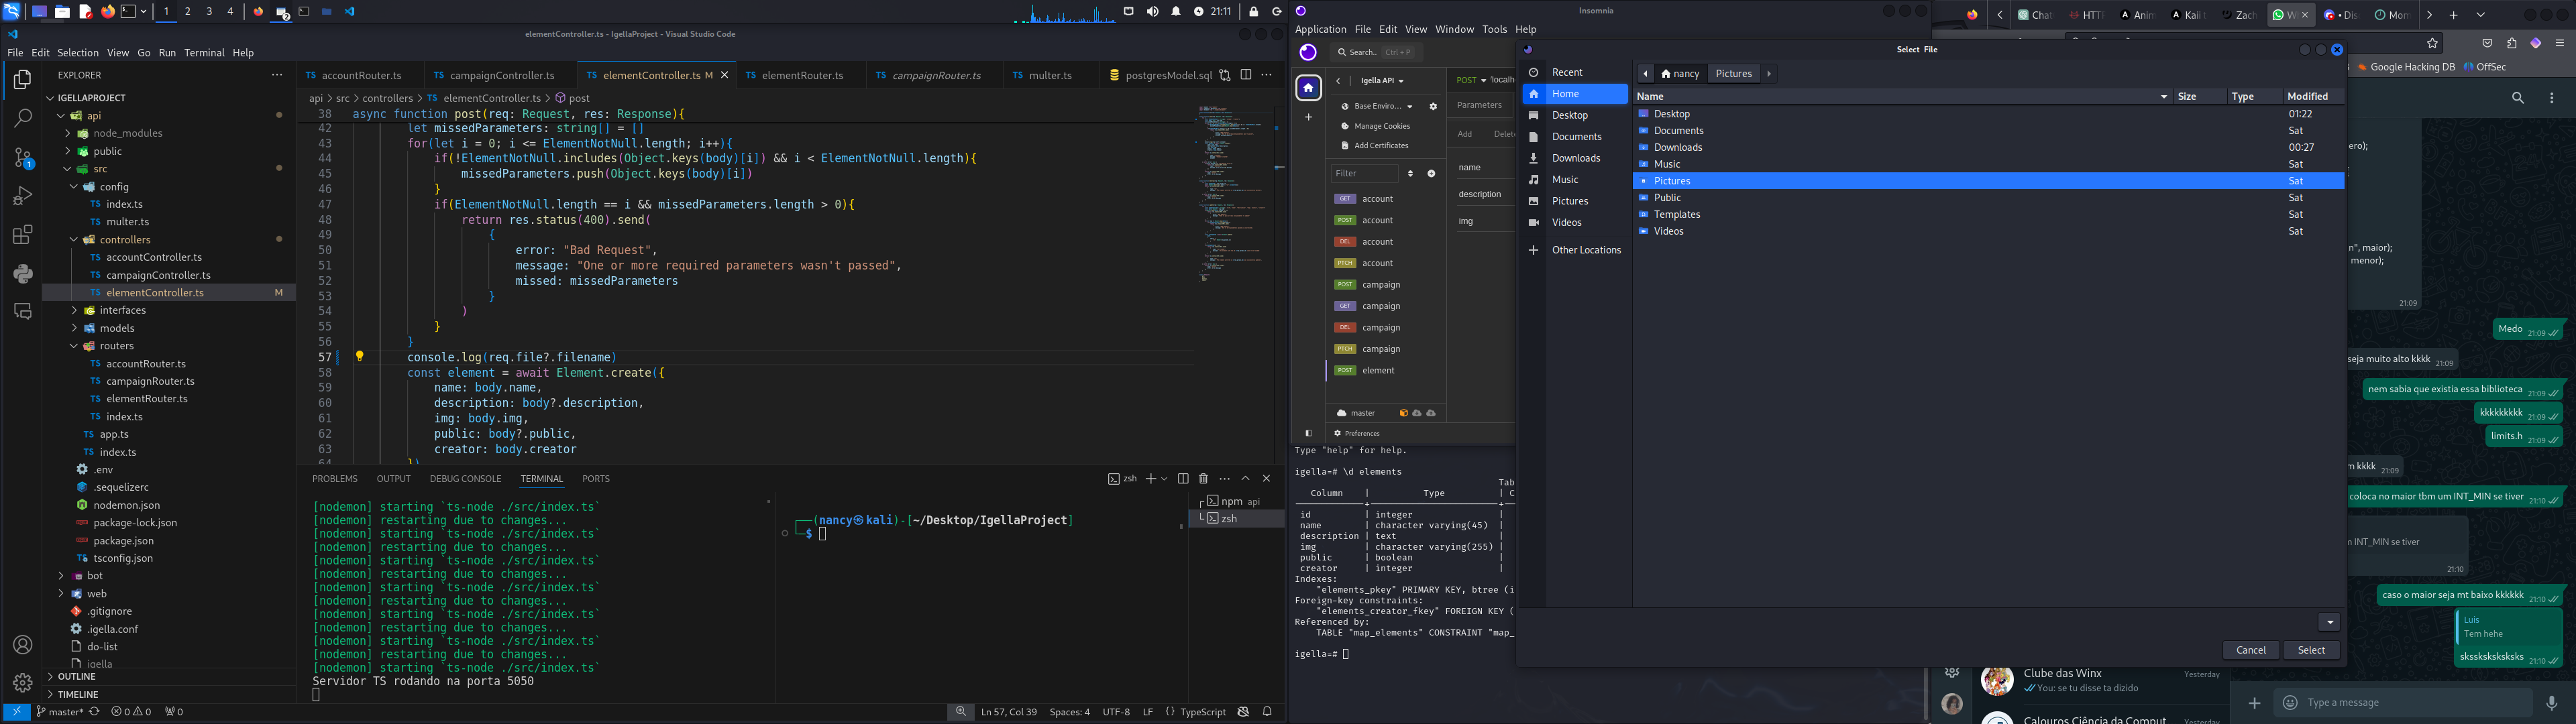 1 2 3 4
21:11
elementController.ts - IgellaProject - Visual Studio Code
File Edit Selection View Go Run Terminal Help
EXPLORER
IGELLAPROJECT
api
node_modules
public
src
config
index.ts
multer.ts
controllers
accountController.ts
campaignController.ts
elementController.ts M
interfaces
models
routers
accountRouter.ts
campaignRouter.ts
elementRouter.ts
index.ts
app.ts
index.ts
.env
.sequelizerc
nodemon.json
package-lock.json
package.json
tsconfig.json
bot
web
.gitignore
.igella.conf
do-list
igella
OUTLINE
TIMELINE
accountRouter.ts campaignController.ts elementController.ts M elementRouter.ts campaignRouter.ts multer.ts postgresModel.sql
api > src > controllers > TS elementController.ts > post
38 async function post(req: Request, res: Response){
42 let missedParameters: string[] = []
43 for(let i = 0; i <= ElementNotNull.length; i++){
44 if(!ElementNotNull.includes(Object.keys(body)[i]) && i < ElementNotNull.length){
45 missedParameters.push(Object.keys(body)[i])
46 }
47 if(ElementNotNull.length == i && missedParameters.length > 0){
48 return res.status(400).send(
49 {
50 error: "Bad Request",
51 message: "One or more required parameters wasn't passed",
52 missed: missedParameters
53 }
54 )
55 }
56 }
57 console.log(req.file?.filename)
58 const element = await Element.create({
59 name: body.name,
60 description: body?.description,
61 img: body.img,
62 public: body?.public,
63 creator: body.creator
64 })
PROBLEMS OUTPUT DEBUG CONSOLE TERMINAL PORTS
zsh
[nodemon] starting `ts-node ./src/index.ts`
[nodemon] restarting due to changes...
[nodemon] starting `ts-node ./src/index.ts`
[nodemon] restarting due to changes...
[nodemon] starting `ts-node ./src/index.ts`
[nodemon] restarting due to changes...
[nodemon] starting `ts-node ./src/index.ts`
[nodemon] restarting due to changes...
[nodemon] starting `ts-node ./src/index.ts`
[nodemon] restarting due to changes...
[nodemon] starting `ts-node ./src/index.ts`
[nodemon] restarting due to changes...
[nodemon] starting `ts-node ./src/index.ts`
Servidor TS rodando na porta 5050
(nancy㉿kali)-[~/Desktop/IgellaProject]
$
npm api
zsh
master* 0 0 0
Ln 57, Col 39 Spaces: 4 UTF-8 LF {} TypeScript
Insomnia
Application File Edit View Window Tools Help
Search.. Ctrl + P
Igella API
Base Enviro...
Manage Cookies
Add Certificates
Filter
GET account
POST account
DEL account
PTCH account
POST campaign
GET campaign
DEL campaign
PTCH campaign
POST element
master
Preferences
POST localho
Parameters
Add Delete
name
description
img
Type "help" for help.
igella=# \d elements
Tab
Column | Type | C
id | integer |
name | character varying(45) |
description | text |
img | character varying(255) |
public | boolean |
creator | integer |
Indexes:
"elements_pkey" PRIMARY KEY, btree (i
Foreign-key constraints:
"elements_creator_fkey" FOREIGN KEY (
Referenced by:
TABLE "map_elements" CONSTRAINT "map_
igella=#
Select File
Recent
Home
Desktop
Documents
Downloads
Music
Pictures
Videos
Other Locations
nancy Pictures
Name Size Type Modified
Desktop 01:22
Documents Sat
Downloads 00:27
Music Sat
Pictures Sat
Public Sat
Templates Sat
Videos Sat
Cancel Select
Chat HTT Anim Kali t Zach W Dis Mom
Google Hacking DB OffSec
ero);
n", maior);
menor);
21:09
Medo 21:09
seja muito alto kkkk 21:09
nem sabia que existia essa biblioteca 21:09
kkkkkkkkk 21:09
limits.h 21:09
m kkkk 21:09
coloca no maior tbm um INT_MIN se tiver 21:10
m INT_MIN se tiver
21:10
caso o maior seja mt baixo kkkkkk 21:10
Luis
Tem hehe
skssksksksksks 21:10
Clube das Winx Yesterday
You: se tu disse ta dizido
Calouros Ciência da Comput Yesterday
Type a message